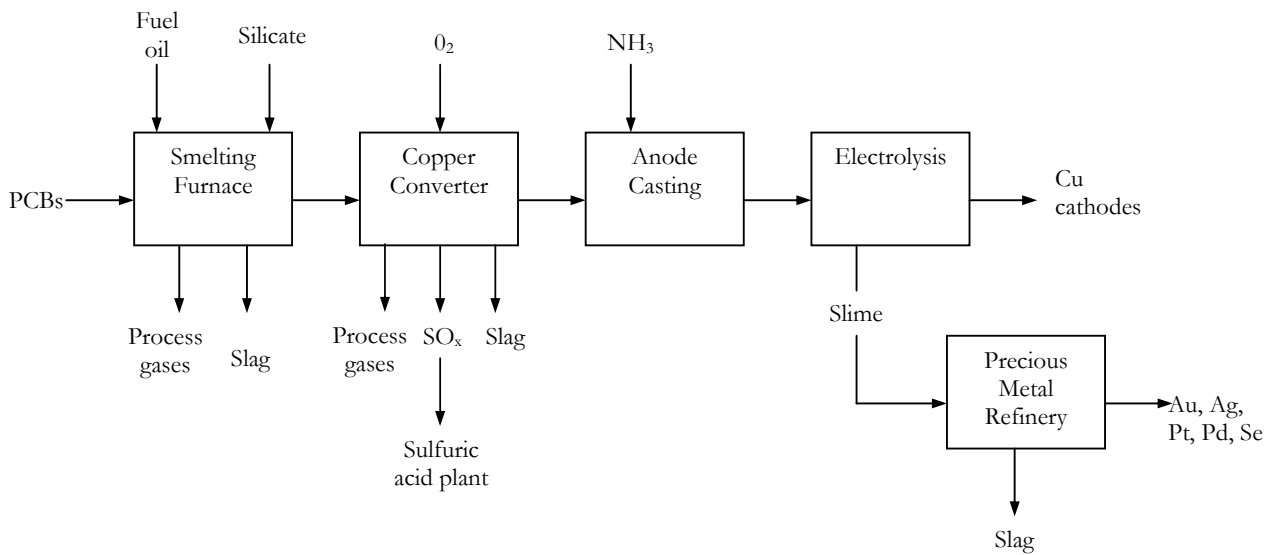 Fuel
oil
Silicate
0₂
NH₃
PCBs
Smelting
Furnace
Copper
Converter
Anode
Casting
Electrolysis
Cu
cathodes
Process
gases
Slag
Process
gases
SOₓ
Slag
Slime
Sulfuric
acid plant
Precious
Metal
Refinery
Au, Ag,
Pt, Pd, Se
Slag